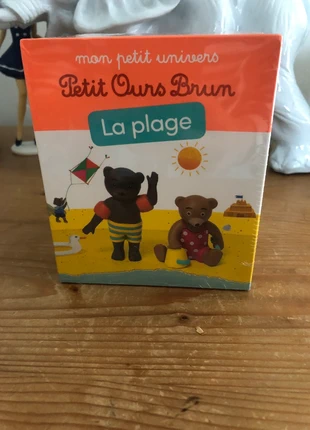 mon petit univers
Petit Ours Brun
La plage